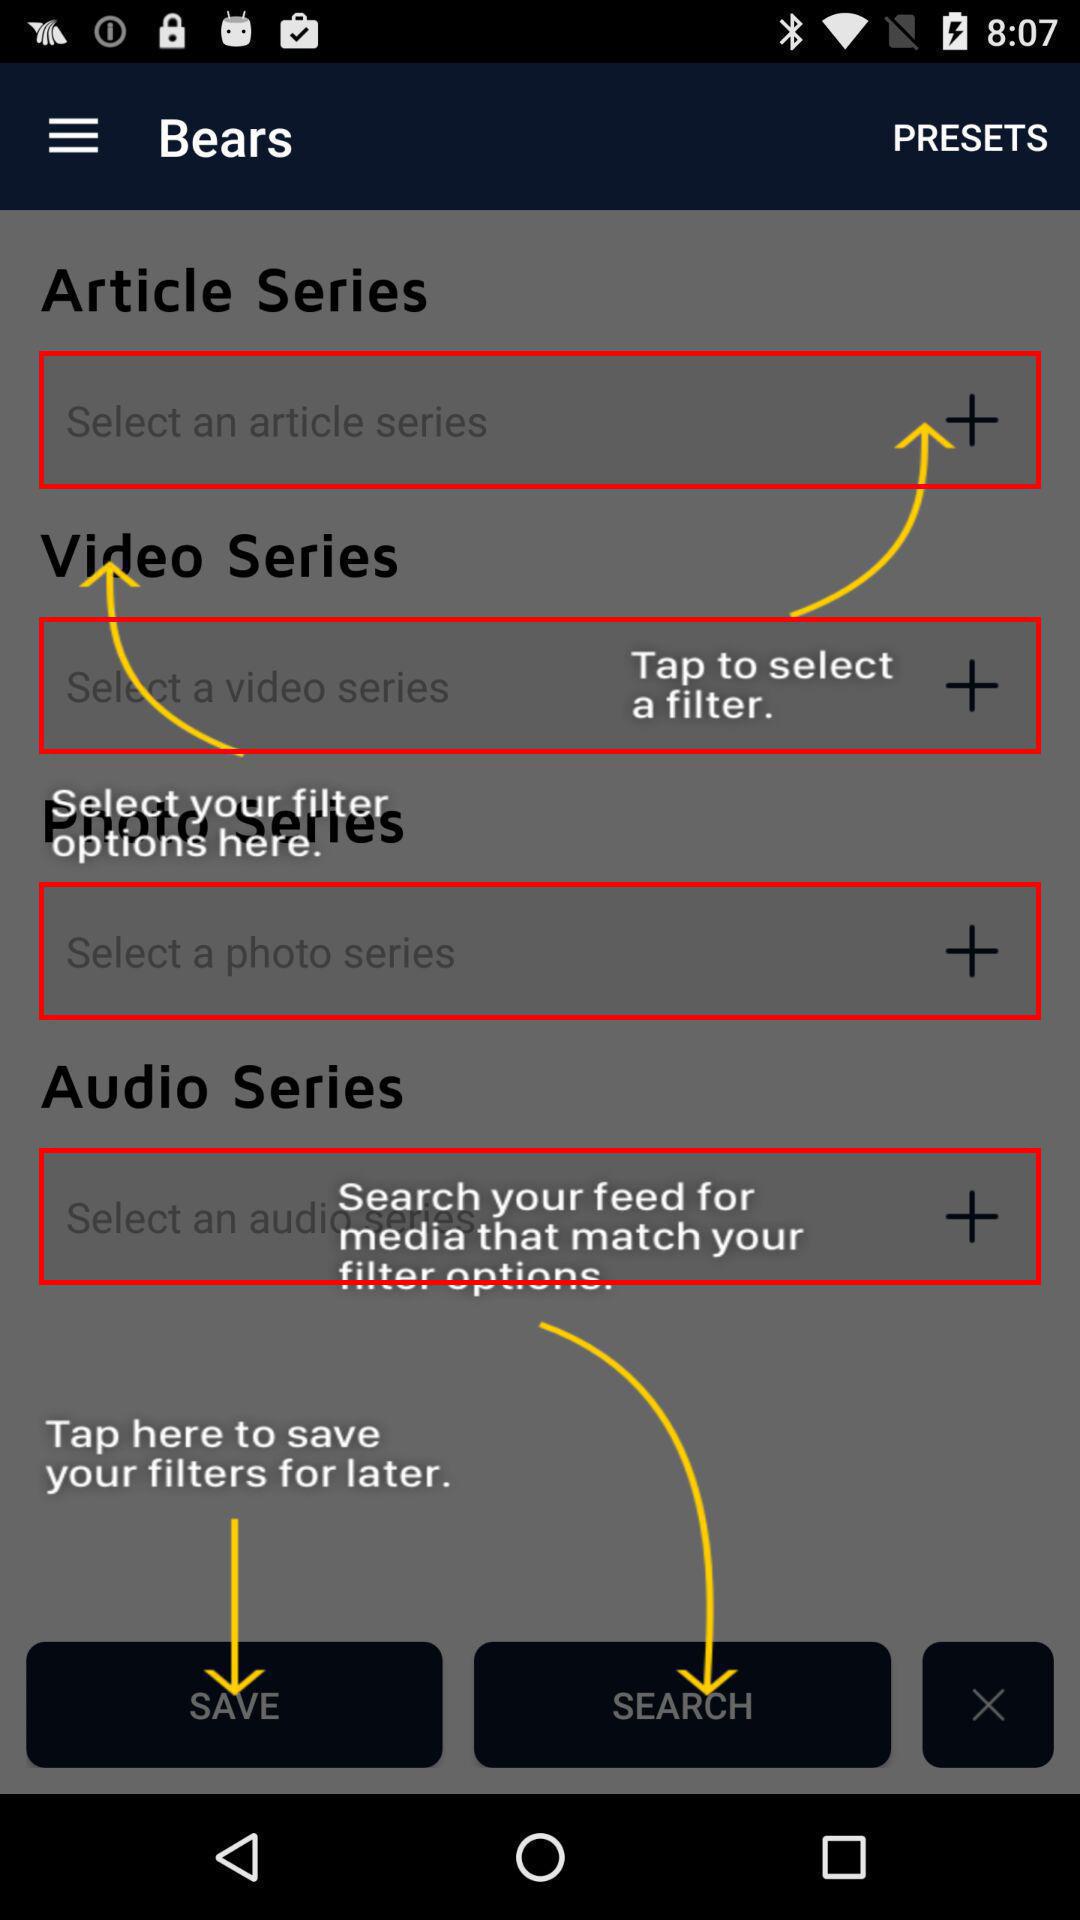 8:07
Bears
PRESETS
Article Series
Select an article series
Video Series
Select a video series
Tap to select
a filter.
Select your filter
options here.
Photo Series
Select a photo series
Audio Series
Select an audio series
Search your feed for
media that match your
filter options.
Tap here to save
your filters for later.
SAVE
SEARCH